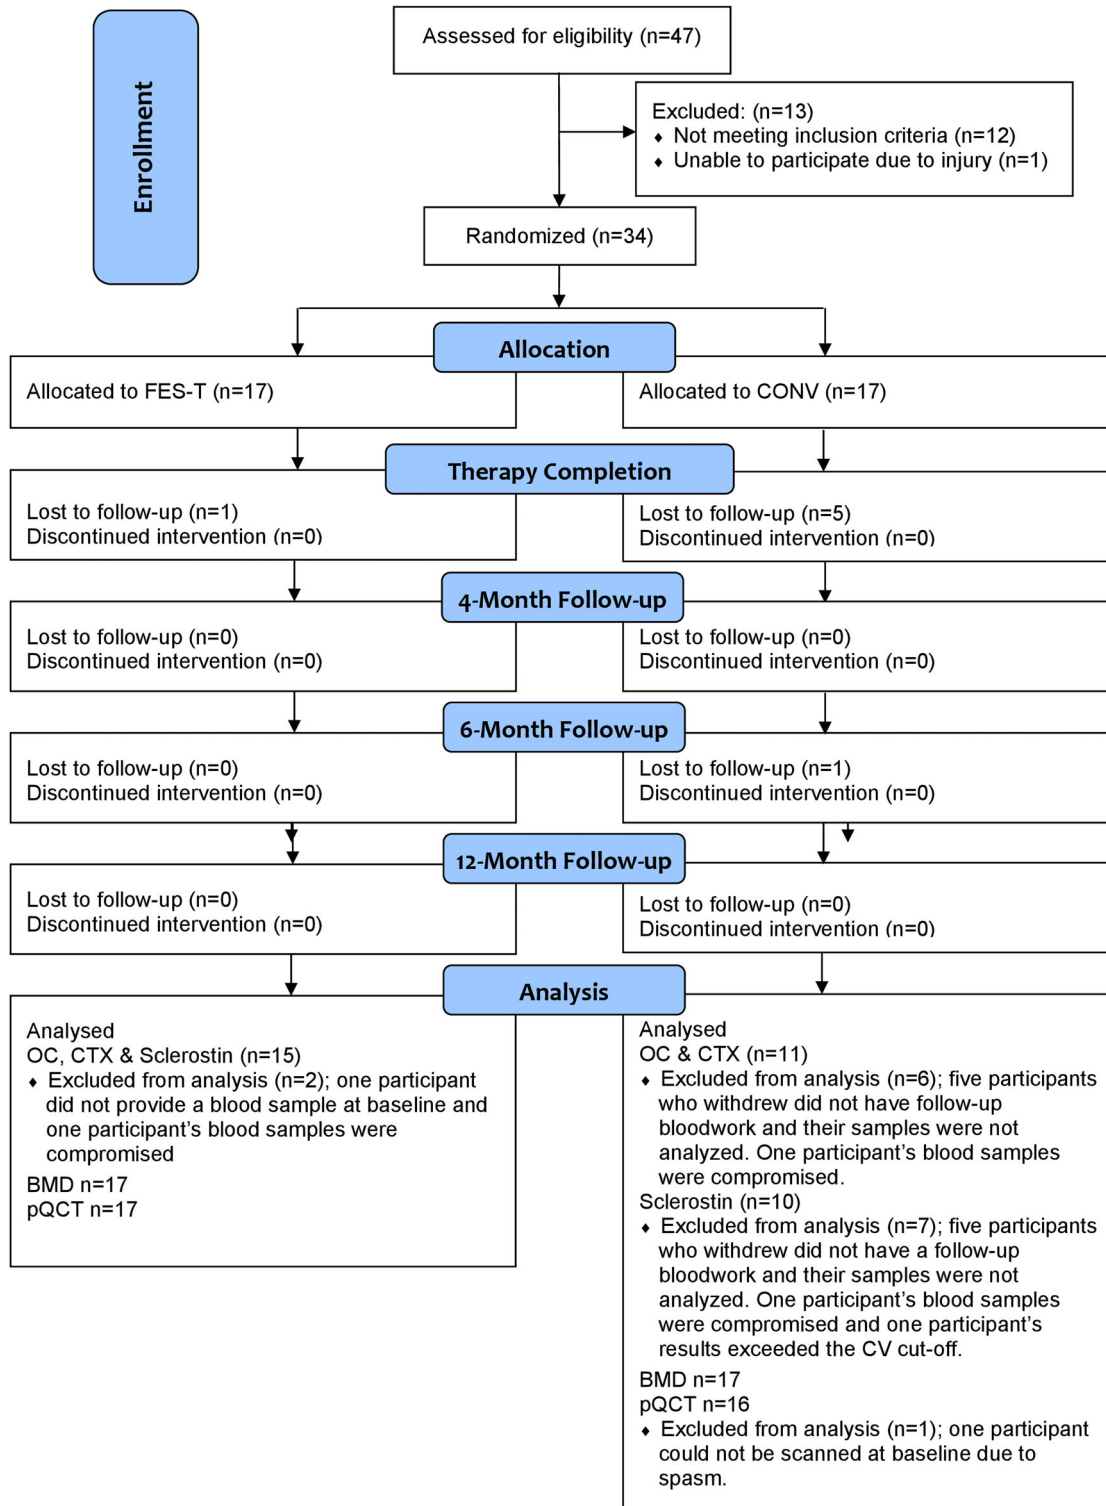 Enrollment
Assessed for eligibility (n=47)
Excluded: (n=13)
♦ Not meeting inclusion criteria (n=12)
♦ Unable to participate due to injury (n=1)
Randomized (n=34)
Allocation
Allocated to FES-T (n=17)
Allocated to CONV (n=17)
Therapy Completion
Lost to follow-up (n=1)
Discontinued intervention (n=0)
Lost to follow-up (n=5)
Discontinued intervention (n=0)
4-Month Follow-up
Lost to follow-up (n=0)
Discontinued intervention (n=0)
Lost to follow-up (n=0)
Discontinued intervention (n=0)
6-Month Follow-up
Lost to follow-up (n=0)
Discontinued intervention (n=0)
Lost to follow-up (n=1)
Discontinued intervention (n=0)
12-Month Follow-up
Lost to follow-up (n=0)
Discontinued intervention (n=0)
Lost to follow-up (n=0)
Discontinued intervention (n=0)
Analysis
Analysed
OC, CTX & Sclerostin (n=15)
♦ Excluded from analysis (n=2); one participant
did not provide a blood sample at baseline and
one participant's blood samples were
compromised
BMD n=17
pQCT n=17
Analysed
OC & CTX (n=11)
♦ Excluded from analysis (n=6); five participants
who withdrew did not have follow-up
bloodwork and their samples were not
analyzed. One participant's blood samples
were compromised.
Sclerostin (n=10)
♦ Excluded from analysis (n=7); five participants
who withdrew did not have a follow-up
bloodwork and their samples were not
analyzed. One participant's blood samples
were compromised and one participant's
results exceeded the CV cut-off.
BMD n=17
pQCT n=16
♦ Excluded from analysis (n=1); one participant
could not be scanned at baseline due to
spasm.